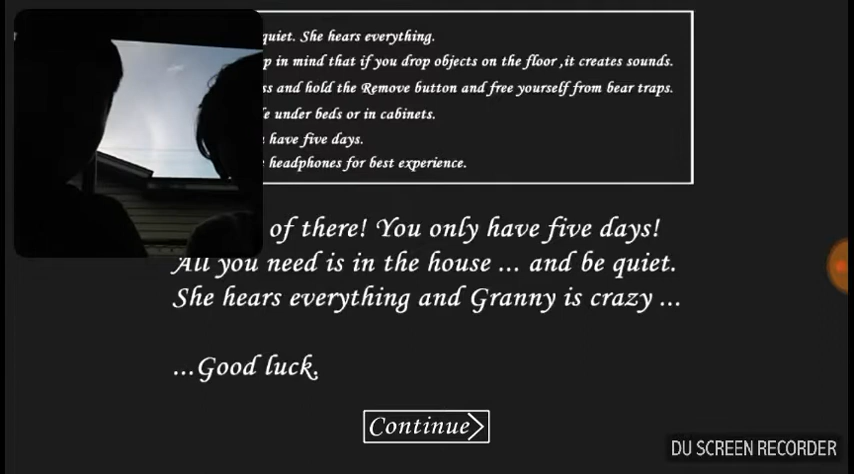 quiet. She hears everything.
in mind that if you drop objects on the floor ,it creates sounds.
and hold the Remove button and free yourself from bear traps.
under beds or in cabinets.
have five days.
headphones for best experience.
of there! You only have five days!
All you need is in the house ... and be quiet.
She hears everything and Granny is crazy ...
...Good luck.
Continue
DU SCREEN RECORDER